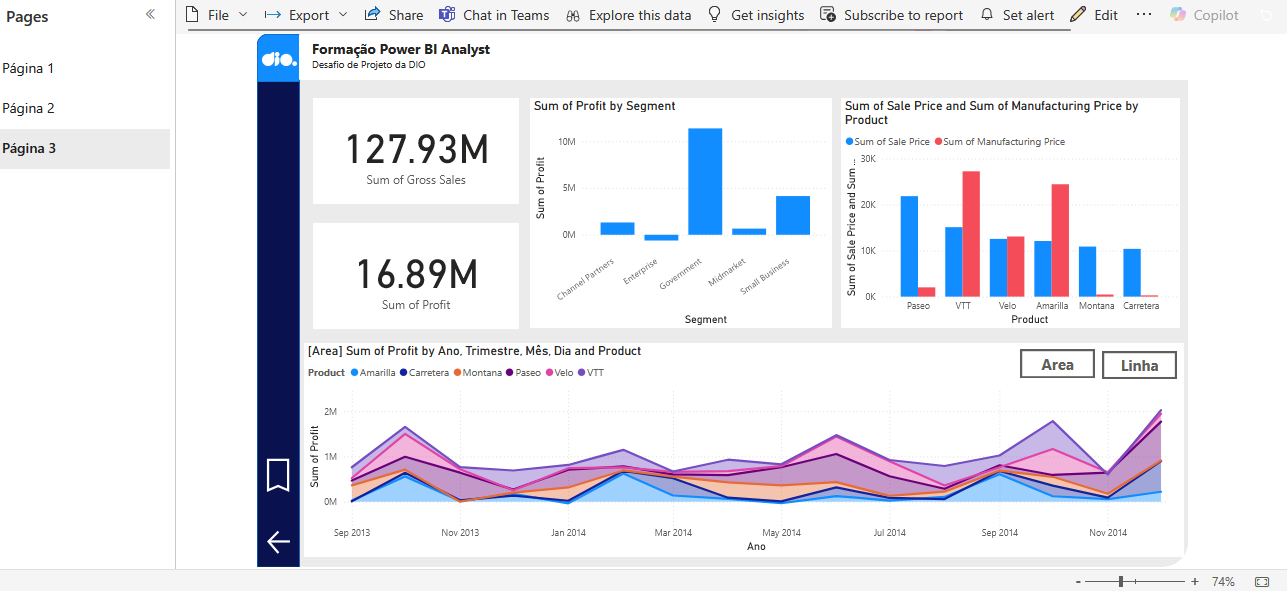 Pages
Página 1
Página 2
Página 3
File
Export
Share
Chat in Teams
Explore this data
Get insights
Subscribe to report
Set alert
Edit
Copilot
dio.
Formação Power BI Analyst
Desafio de Projeto da DIO
127.93M
Sum of Gross Sales
16.89M
Sum of Profit
Sum of Profit by Segment
Sum of Profit
10M
5M
0M
Channel Partners
Enterprise
Government
Midmarket
Small Business
Segment
Sum of Sale Price and Sum of Manufacturing Price by
Product
Sum of Sale Price
Sum of Manufacturing Price
Sum of Sale Price and Sum ...
30K
20K
10K
0K
Paseo
VTT
Velo
Amarilla
Montana
Carretera
Product
[Area] Sum of Profit by Ano, Trimestre, Mês, Dia and Product
Product Amarilla Carretera Montana Paseo Velo VTT
Area
Linha
Sum of Profit
2M
1M
0M
Sep 2013
Nov 2013
Jan 2014
Mar 2014
May 2014
Jul 2014
Sep 2014
Nov 2014
Ano
- + 74%